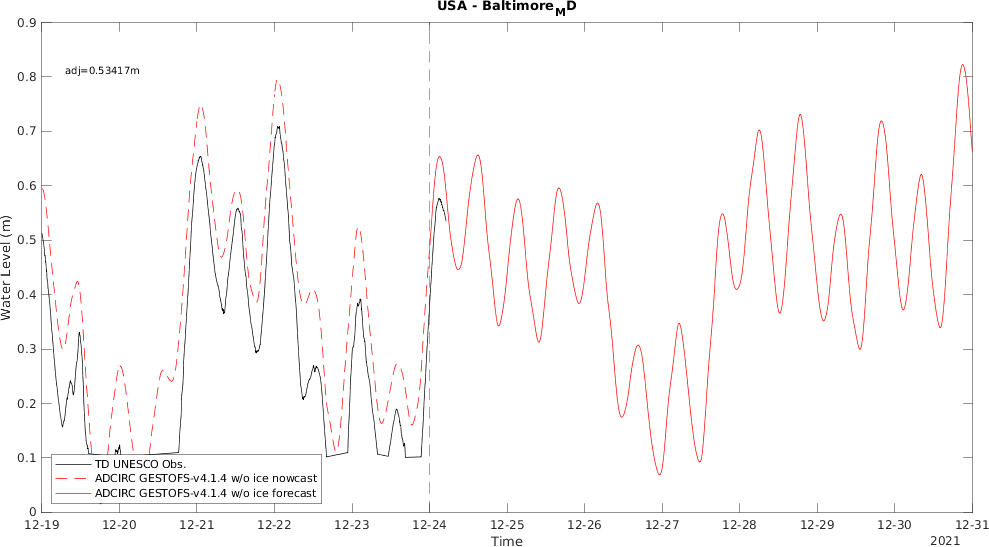 USA - Baltimore_MD
0.9
adj=0.53417m
0.8
0.7
0.6
0.5
0.4
0.3
0.2
0.1
0
Water Level (m)
TD UNESCO Obs.
ADCIRC GESTOFS-v4.1.4 w/o ice nowcast
ADCIRC GESTOFS-v4.1.4 w/o ice forecast
12-19 12-20 12-21 12-22 12-23 12-24 12-25 12-26 12-27 12-28 12-29 12-30 12-31
Time
2021